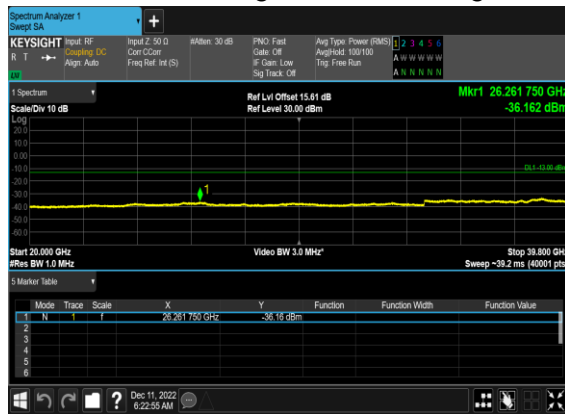 Spectrum Analyzer 1
Swept SA
KEYSIGHT Input: RF Input Z: 50 Ω #Atten: 30 dB PNO: Fast Avg Type: Power (RMS) 1 2 3 4 5 6
R T Coupling: DC Corr CCorr Gate: Off Avg|Hold: 100/100 A W W W W W
Align: Auto Freq Ref: Int (S) IF Gain: Low Trig: Free Run
Sig Track: Off A N N N N N
1 Spectrum Ref Lvl Offset 15.61 dB Mkr1 26.261 750 GHz
Scale/Div 10 dB Ref Level 30.00 dBm -36.162 dBm
Log
20.0
10.0
0.00
-10.0
DL1 -13.00 dBm
-20.0
1
-30.0
-40.0
-50.0
-60.0
Start 20.000 GHz Video BW 3.0 MHz* Stop 39.800 GHz
#Res BW 1.0 MHz Sweep ~39.2 ms (40001 pts
5 Marker Table
Mode Trace Scale X Y Function Function Width Function Value
1 N 1 f 26.261 750 GHz -36.16 dBm
2
3
4
5
6
? Dec 11, 2022
6:22:55 AM